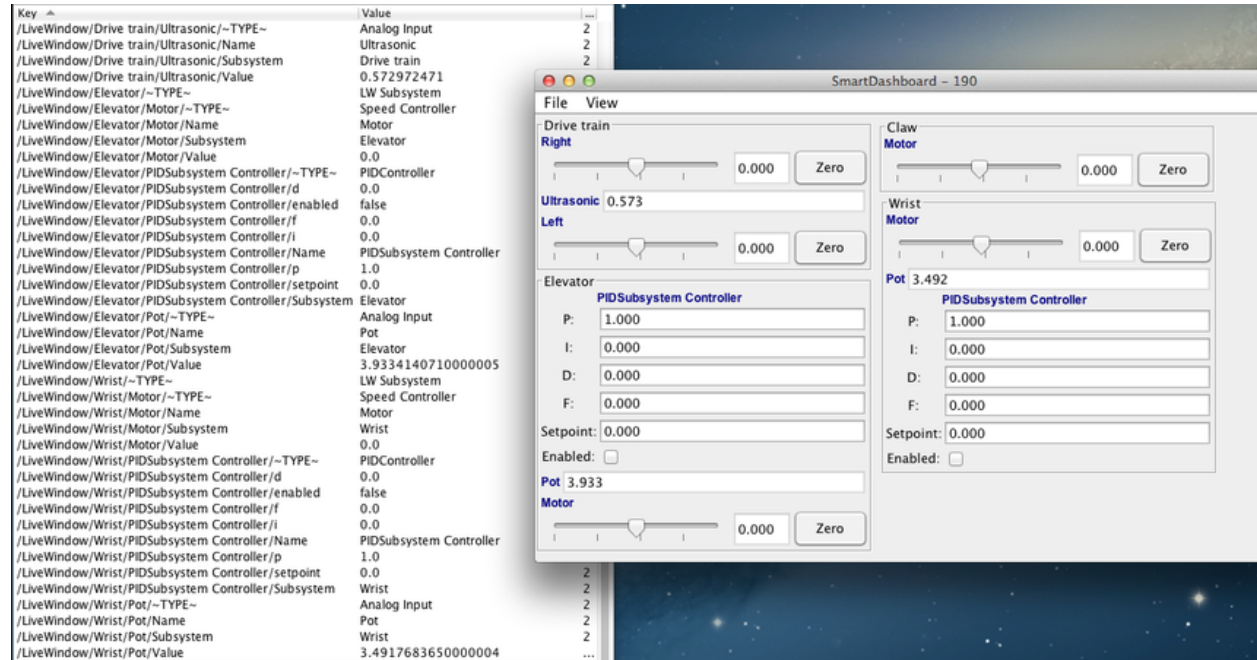 Key Value ...
/LiveWindow/Drive train/Ultrasonic/~TYPE~ Analog Input 2
/LiveWindow/Drive train/Ultrasonic/Name Ultrasonic 2
/LiveWindow/Drive train/Ultrasonic/Subsystem Drive train 2
/LiveWindow/Drive train/Ultrasonic/Value 0.572972471
/LiveWindow/Elevator/~TYPE~ LW Subsystem
/LiveWindow/Elevator/Motor/~TYPE~ Speed Controller
/LiveWindow/Elevator/Motor/Name Motor
/LiveWindow/Elevator/Motor/Subsystem Elevator
/LiveWindow/Elevator/Motor/Value 0.0
/LiveWindow/Elevator/PIDSubsystem Controller/~TYPE~ PIDController
/LiveWindow/Elevator/PIDSubsystem Controller/d 0.0
/LiveWindow/Elevator/PIDSubsystem Controller/enabled false
/LiveWindow/Elevator/PIDSubsystem Controller/f 0.0
/LiveWindow/Elevator/PIDSubsystem Controller/i 0.0
/LiveWindow/Elevator/PIDSubsystem Controller/Name PIDSubsystem Controller
/LiveWindow/Elevator/PIDSubsystem Controller/p 1.0
/LiveWindow/Elevator/PIDSubsystem Controller/setpoint 0.0
/LiveWindow/Elevator/PIDSubsystem Controller/Subsystem Elevator
/LiveWindow/Elevator/Pot/~TYPE~ Analog Input
/LiveWindow/Elevator/Pot/Name Pot
/LiveWindow/Elevator/Pot/Subsystem Elevator
/LiveWindow/Elevator/Pot/Value 3.9334140710000005
/LiveWindow/Wrist/~TYPE~ LW Subsystem
/LiveWindow/Wrist/Motor/~TYPE~ Speed Controller
/LiveWindow/Wrist/Motor/Name Motor
/LiveWindow/Wrist/Motor/Subsystem Wrist
/LiveWindow/Wrist/Motor/Value 0.0
/LiveWindow/Wrist/PIDSubsystem Controller/~TYPE~ PIDController
/LiveWindow/Wrist/PIDSubsystem Controller/d 0.0
/LiveWindow/Wrist/PIDSubsystem Controller/enabled false
/LiveWindow/Wrist/PIDSubsystem Controller/f 0.0
/LiveWindow/Wrist/PIDSubsystem Controller/i 0.0
/LiveWindow/Wrist/PIDSubsystem Controller/Name PIDSubsystem Controller
/LiveWindow/Wrist/PIDSubsystem Controller/p 1.0
/LiveWindow/Wrist/PIDSubsystem Controller/setpoint 0.0 2
/LiveWindow/Wrist/PIDSubsystem Controller/Subsystem Wrist 2
/LiveWindow/Wrist/Pot/~TYPE~ Analog Input 2
/LiveWindow/Wrist/Pot/Name Pot 2
/LiveWindow/Wrist/Pot/Subsystem Wrist 2
/LiveWindow/Wrist/Pot/Value 3.4917683650000004 ...
SmartDashboard - 190
File View
Drive train
Right
0.000 Zero
Ultrasonic 0.573
Left
0.000 Zero
Elevator
PIDSubsystem Controller
P: 1.000
I: 0.000
D: 0.000
F: 0.000
Setpoint: 0.000
Enabled:
Pot 3.933
Motor
0.000 Zero
Claw
Motor
0.000 Zero
Wrist
Motor
0.000 Zero
Pot 3.492
PIDSubsystem Controller
P: 1.000
I: 0.000
D: 0.000
F: 0.000
Setpoint: 0.000
Enabled: